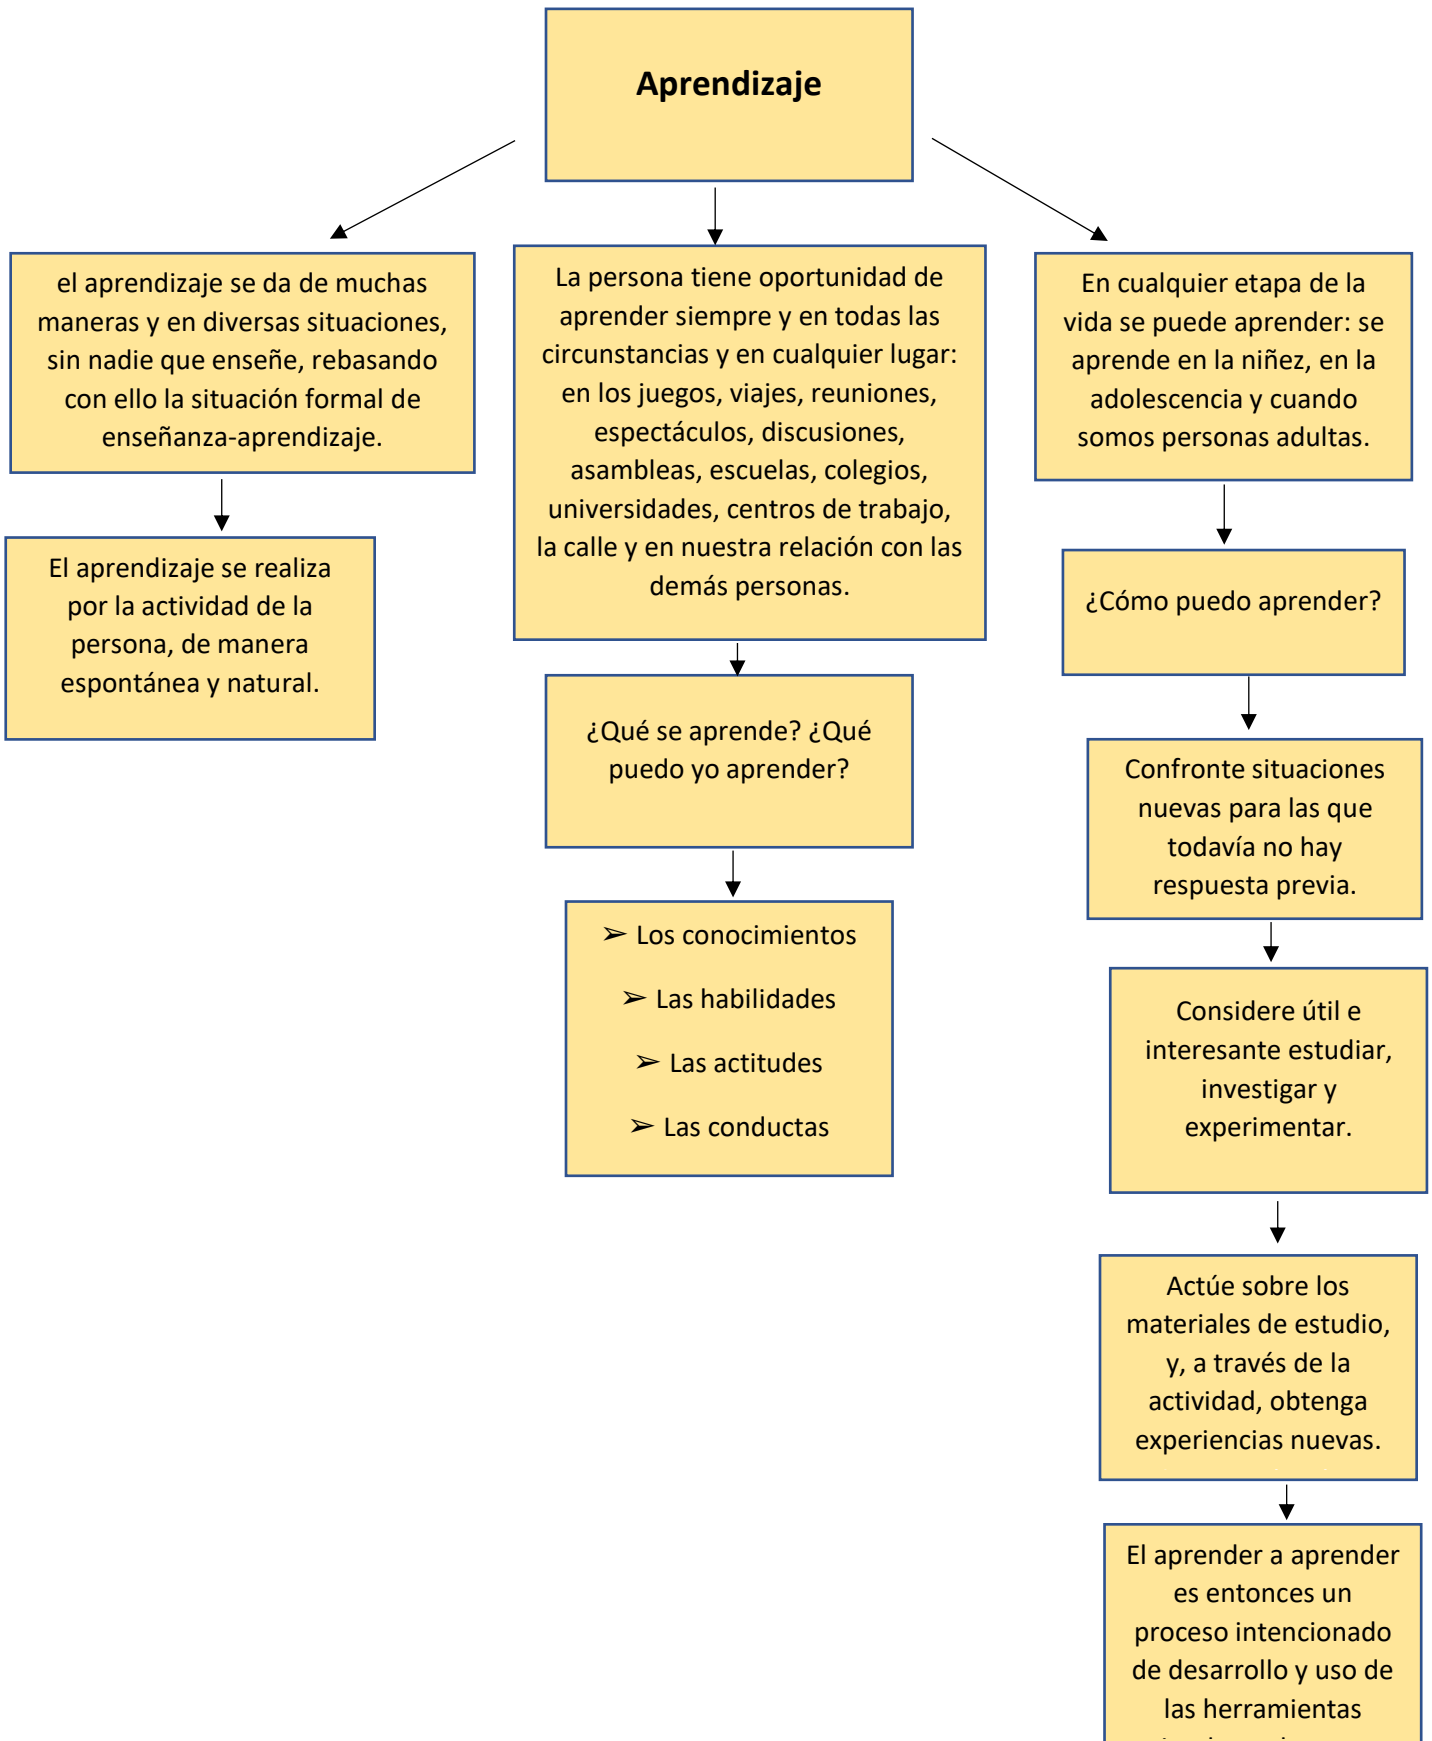 Aprendizaje
el aprendizaje se da de muchas
maneras y en diversas situaciones,
sin nadie que enseñe, rebasando
con ello la situación formal de
enseñanza-aprendizaje.
El aprendizaje se realiza
por la actividad de la
persona, de manera
espontánea y natural.
La persona tiene oportunidad de
aprender siempre y en todas las
circunstancias y en cualquier lugar:
en los juegos, viajes, reuniones,
espectáculos, discusiones,
asambleas, escuelas, colegios,
universidades, centros de trabajo,
la calle y en nuestra relación con las
demás personas.
¿Qué se aprende? ¿Qué
puedo yo aprender?
➢ Los conocimientos
➢ Las habilidades
➢ Las actitudes
➢ Las conductas
En cualquier etapa de la
vida se puede aprender: se
aprende en la niñez, en la
adolescencia y cuando
somos personas adultas.
¿Cómo puedo aprender?
Confronte situaciones
nuevas para las que
todavía no hay
respuesta previa.
Considere útil e
interesante estudiar,
investigar y
experimentar.
Actúe sobre los
materiales de estudio,
y, a través de la
actividad, obtenga
experiencias nuevas.
El aprender a aprender
es entonces un
proceso intencionado
de desarrollo y uso de
las herramientas